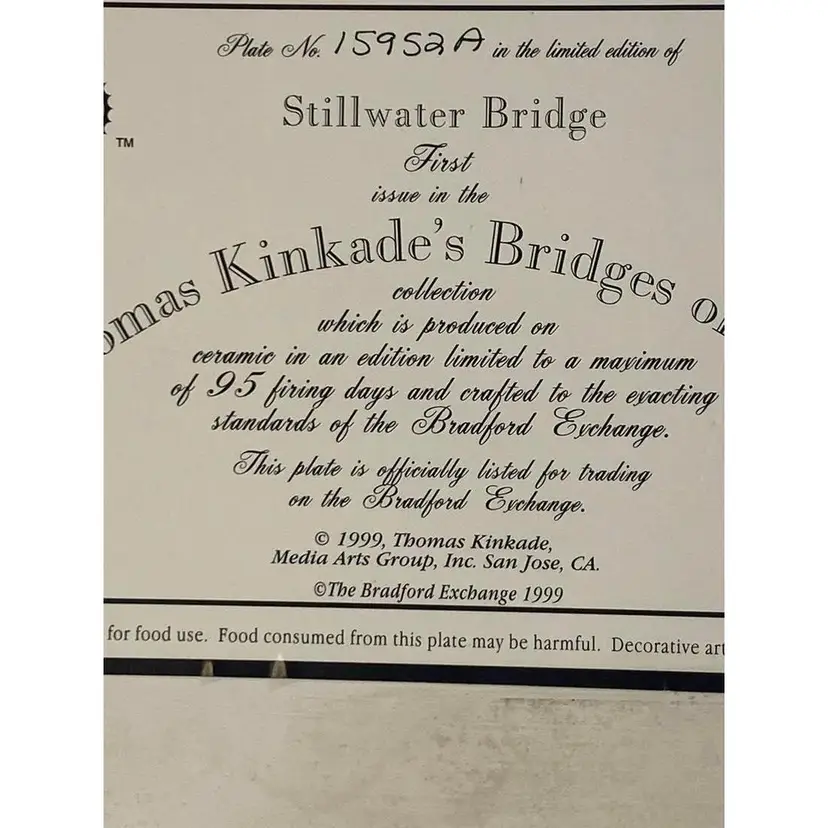 Plate No. 15952A in the limited edition of
TM
Stillwater Bridge
First
issue in the
omas Kinkade's Bridges o
collection
which is produced on
ceramic in an edition limited to a maximum
of 95 firing days and crafted to the exacting
standards of the Bradford Exchange.
This plate is officially listed for trading
on the Bradford Exchange.
© 1999, Thomas Kinkade,
Media Arts Group, Inc. San Jose, CA.
©The Bradford Exchange 1999
for food use. Food consumed from this plate may be harmful. Decorative art